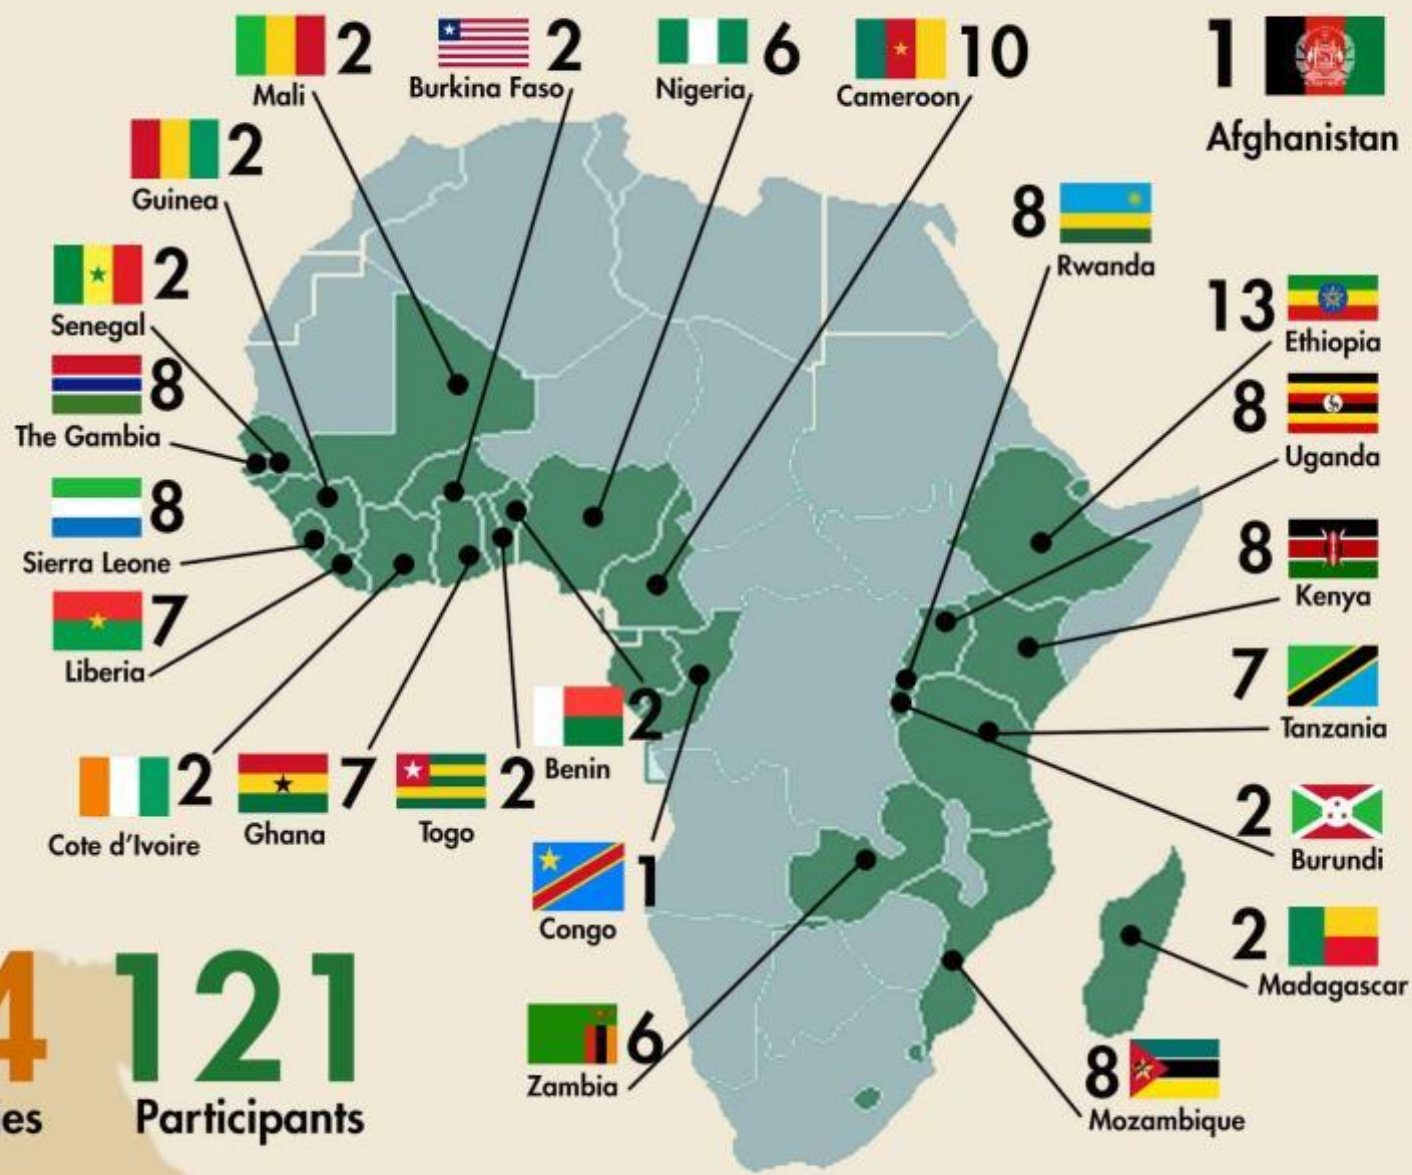 2
Mali
2
Burkina Faso
6
Nigeria
10
Cameroon
1
Afghanistan
2
Guinea
8
Rwanda
2
Senegal
13
Ethiopia
8
The Gambia
8
Uganda
8
Sierra Leone
8
Kenya
7
Liberia
7
Tanzania
2
Cote d'Ivoire
7
Ghana
2
Togo
2
Benin
2
Burundi
1
Congo
2
Madagascar
6
Zambia
8
Mozambique
4
es
121
Participants